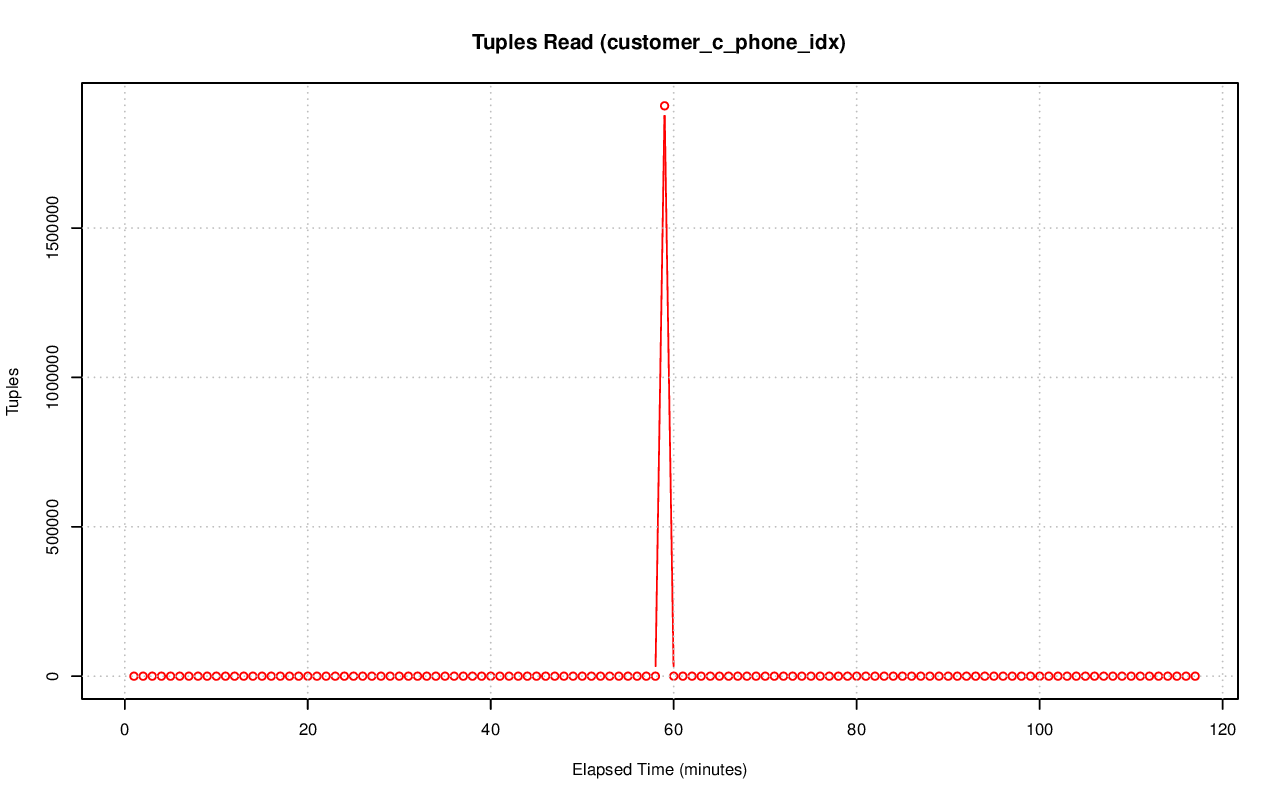 Tuples Read (customer_c_phone_idx)
Tuples
1500000
1000000
500000
0
0 20 40 60 80 100 120
Elapsed Time (minutes)